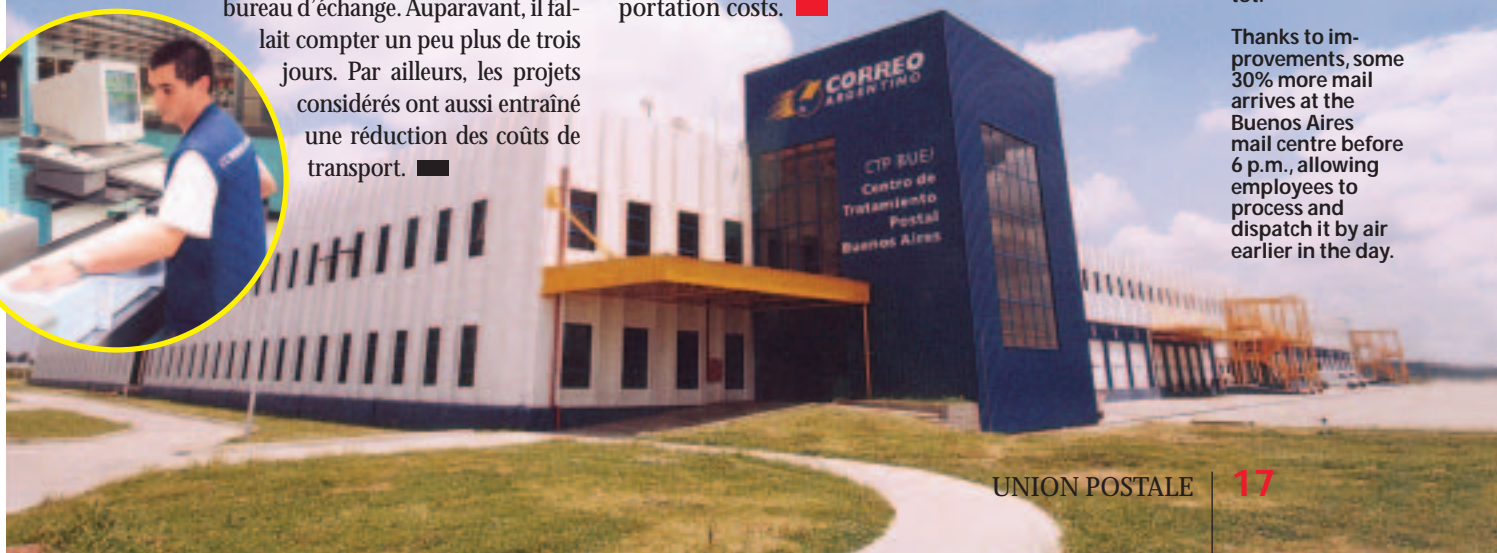 bureau d'échange. Auparavant, il fal-
lait compter un peu plus de trois
jours. Par ailleurs, les projets
considérés ont aussi entraîné
une réduction des coûts de
transport.
portation costs.
CORREO
ARGENTINO
CTP BUE/
Centro de
Tratamiento
Postal
Buenos Aires
Thanks to im-
provements, some
30% more mail
arrives at the
Buenos Aires
mail centre before
6 p.m., allowing
employees to
process and
dispatch it by air
earlier in the day.
UNION POSTALE | 17